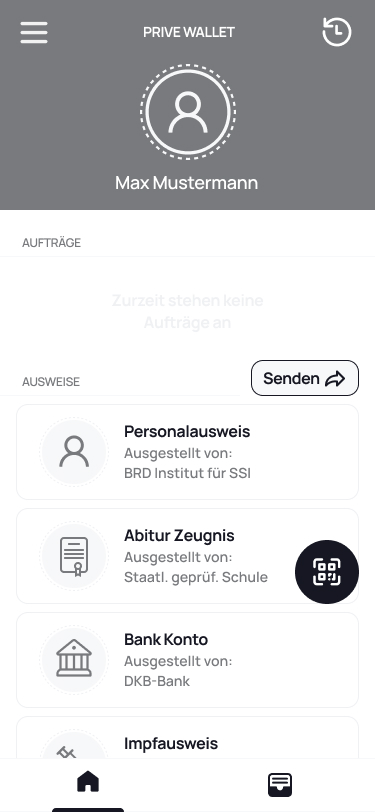 PRIVE WALLET
Max Mustermann
AUFTRÄGE
Zurzeit stehen keine
Aufträge an
AUSWEISE
Senden
Personalausweis
Ausgestellt von:
BRD Institut für SSI
Abitur Zeugnis
Ausgestellt von:
Staatl. geprüf. Schule
Bank Konto
Ausgestellt von:
DKB-Bank
Impfausweis